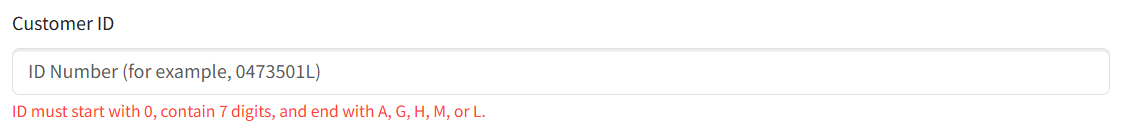 Customer ID
ID Number (for example, 0473501L)
ID must start with 0, contain 7 digits, and end with A, G, H, M, or L.